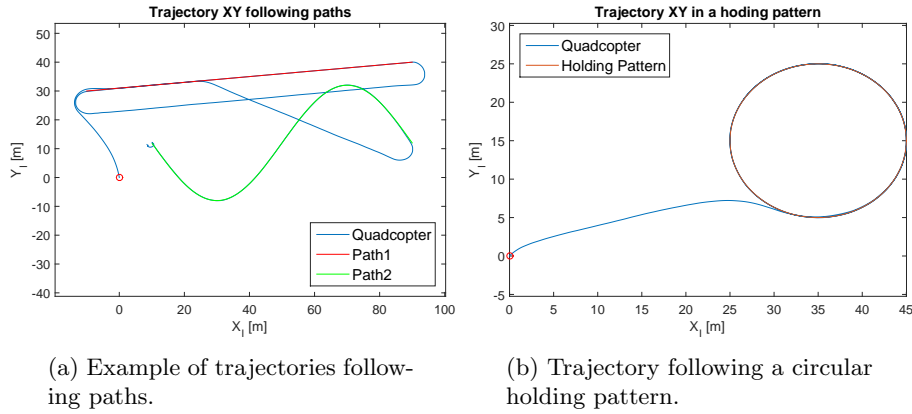 Trajectory XY following paths
50
40
30
20
10
0
-10
-20
-30
-40
Y_I [m]
0
20
40
60
80
100
X_I [m]
Quadcopter
Path1
Path2
(a) Example of trajectories follow-
ing paths.
Trajectory XY in a hoding pattern
30
25
20
15
10
5
0
-5
Y_I [m]
0
5
10
15
20
25
30
35
40
45
X_I [m]
Quadcopter
Holding Pattern
(b) Trajectory following a circular
holding pattern.